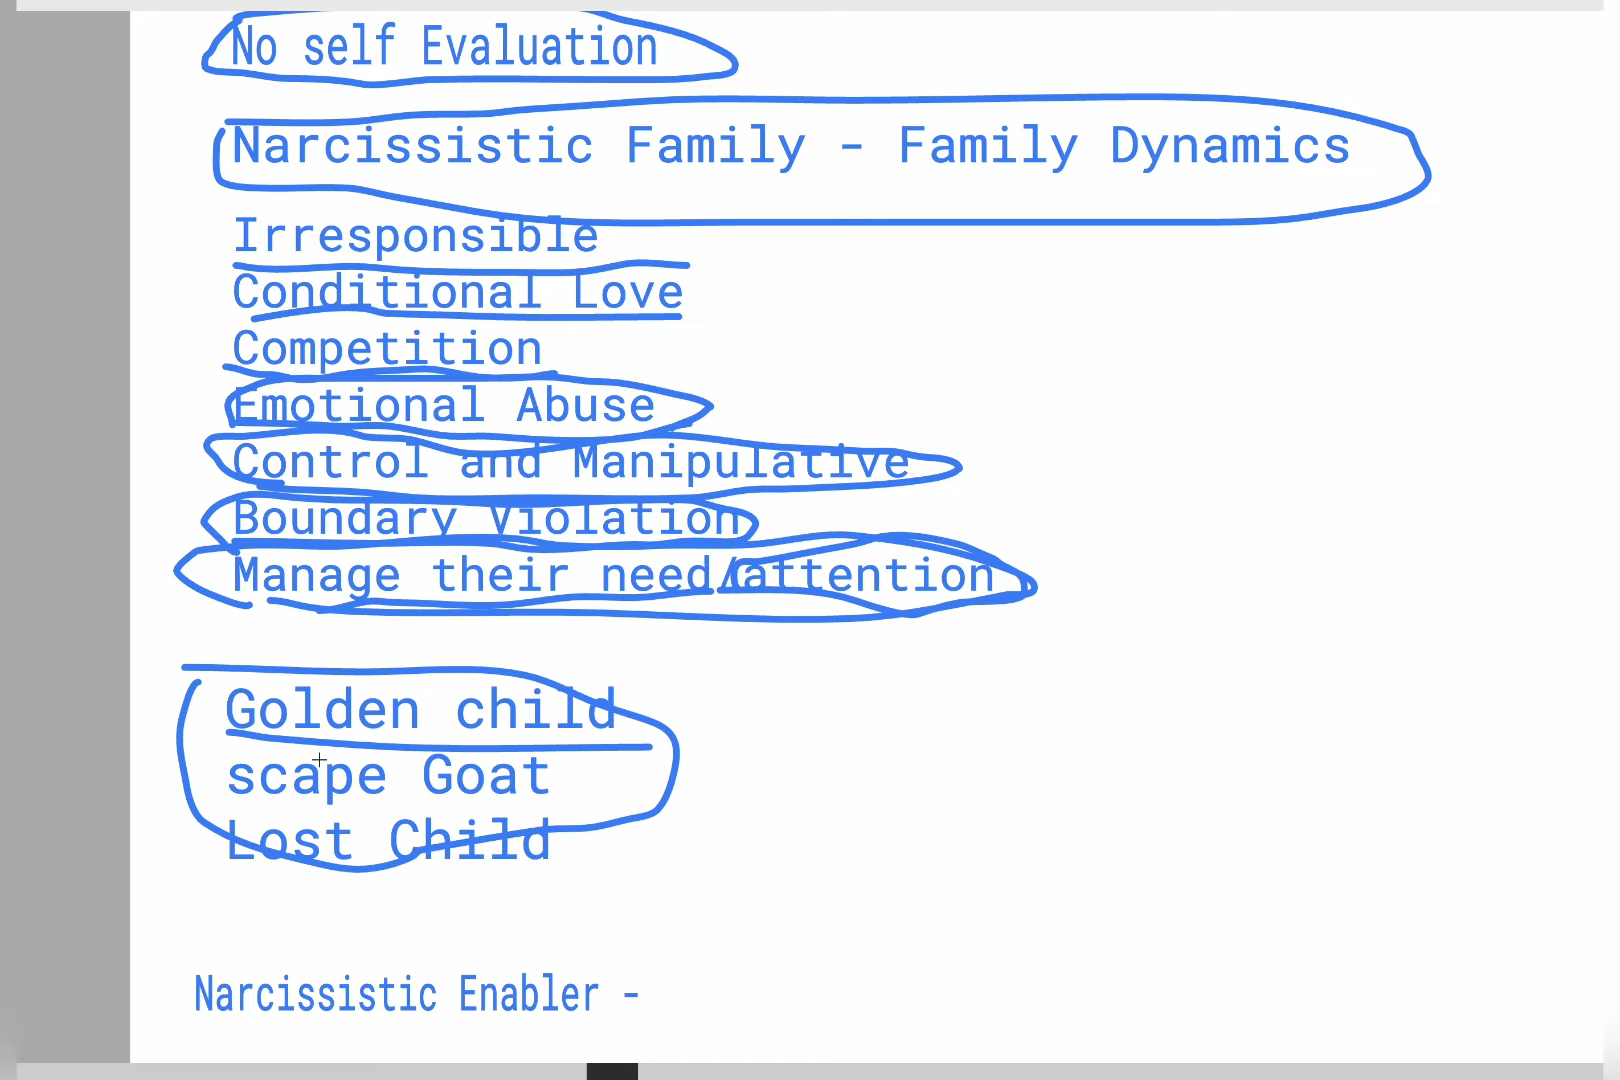 No self Evaluation
Narcissistic Family - Family Dynamics
Irresponsible
Conditional Love
Competition
Emotional Abuse
Control and Manipulative
Boundary Violation
Manage their need/attention
Golden child
scape Goat
Lost Child
Narcissistic Enabler -